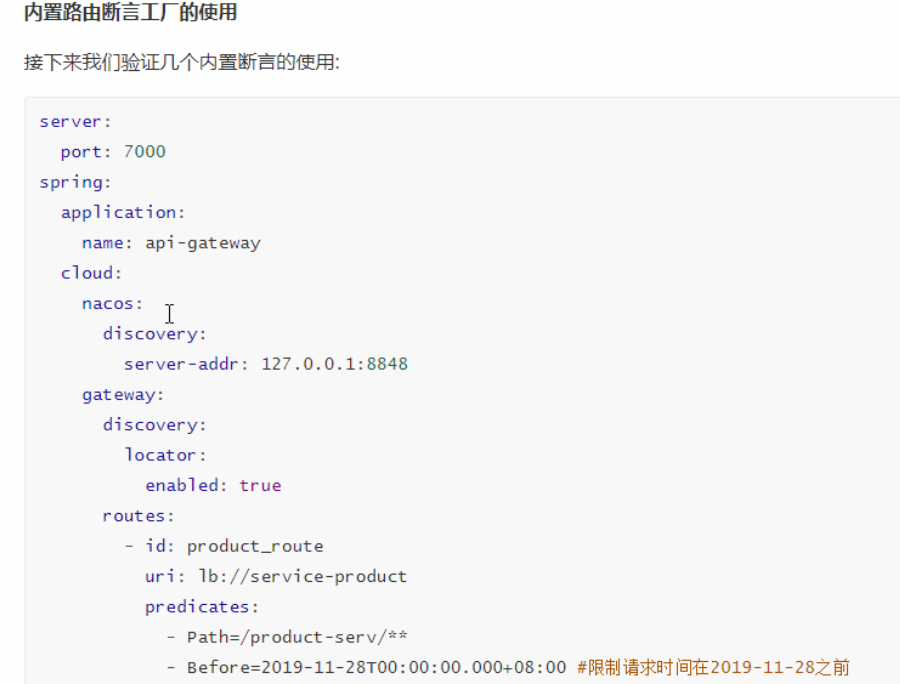 内置路由断言工厂的使用
接下来我们验证几个内置断言的使用:
server:
  port: 7000
spring:
  application:
    name: api-gateway
  cloud:
    nacos:
      discovery:
        server-addr: 127.0.0.1:8848
    gateway:
      discovery:
        locator:
          enabled: true
      routes:
        - id: product_route
          uri: lb://service-product
          predicates:
            - Path=/product-serv/**
            - Before=2019-11-28T00:00:00.000+08:00 #限制请求时间在2019-11-28之前